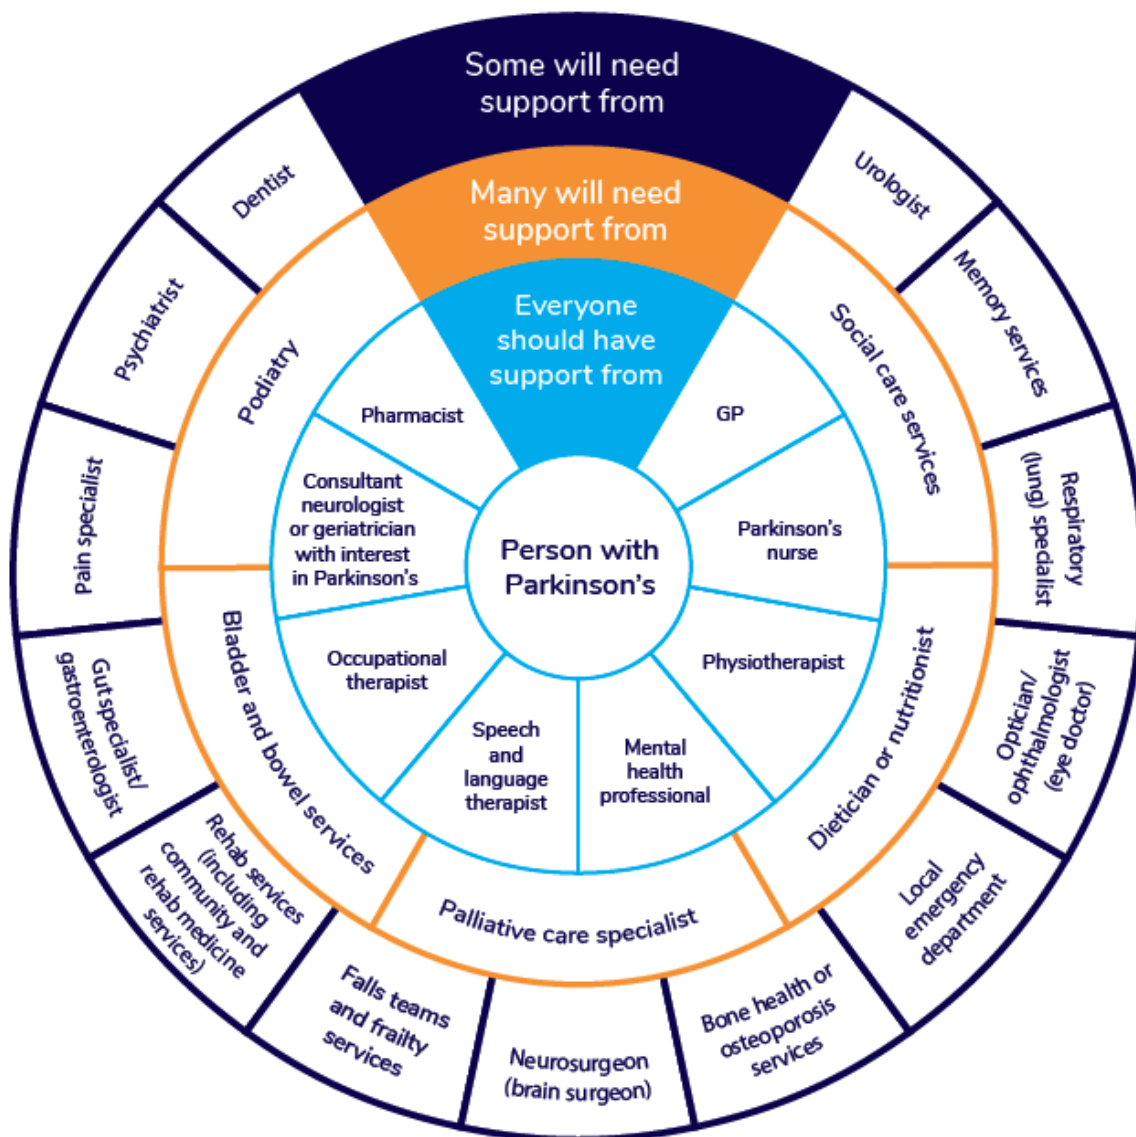 Some will need
support from
Many will need
support from
Everyone
should have
support from
Person with
Parkinson's
GP
Parkinson's
nurse
Physiotherapist
Mental
health
professional
Speech
and
language
therapist
Occupational
therapist
Consultant
neurologist
or geriatrician
with interest
in Parkinson's
Pharmacist
Social care services
Dietician or nutritionist
Palliative care specialist
Bladder and bowel services
Podiatry
Urologist
Memory services
Respiratory
(lung) specialist
Optician/
ophthalmologist
(eye doctor)
Local
emergency
department
Bone health or
osteoporosis
services
Neurosurgeon
(brain surgeon)
Falls teams
and frailty
services
Rehab services
(including
community and
rehab medicine
services)
Gut specialist/
gastroenterologist
Pain specialist
Psychiatrist
Dentist